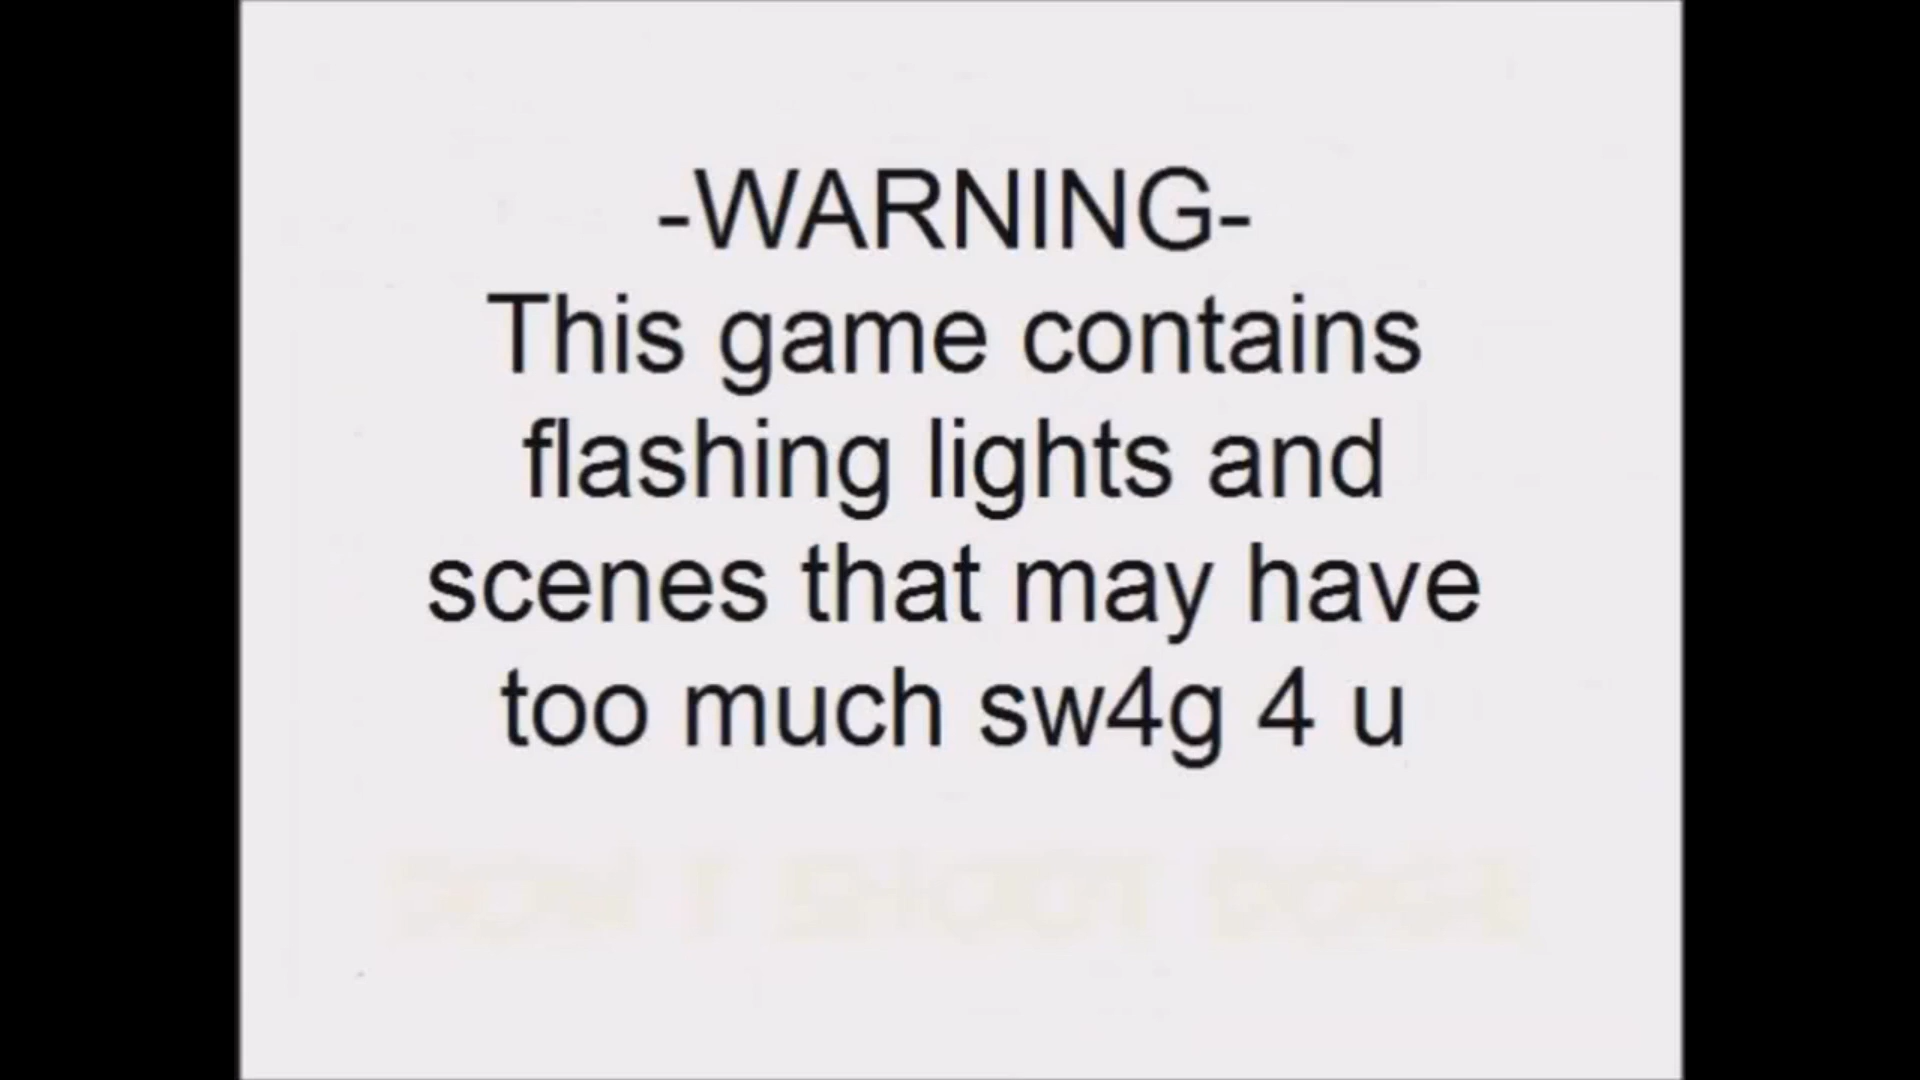 -WARNING-
This game contains
flashing lights and
scenes that may have
too much sw4g 4 u